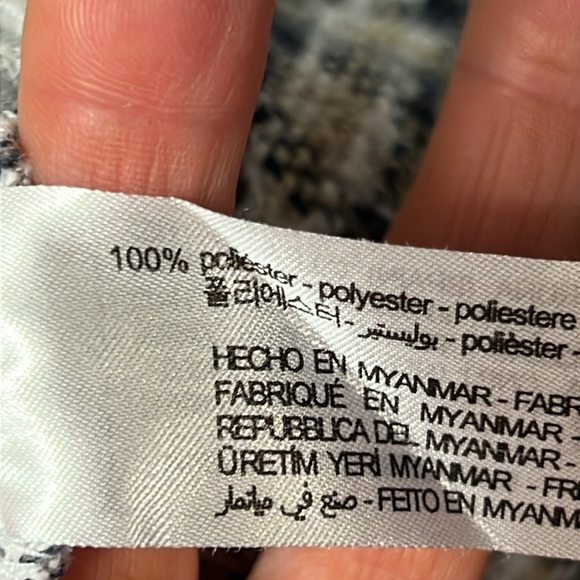 100% poliéster - polyester - poliestere
폴리에스터 - بوليستير - polièster -
HECHO EN MYANMAR - FABR
FABRIQUÉ EN MYANMAR -
REPUBBLICA DEL MYANMAR -
ÜRETİM YERİ MYANMAR - FR
صنع في ميانمار - FEITO EN MYANM